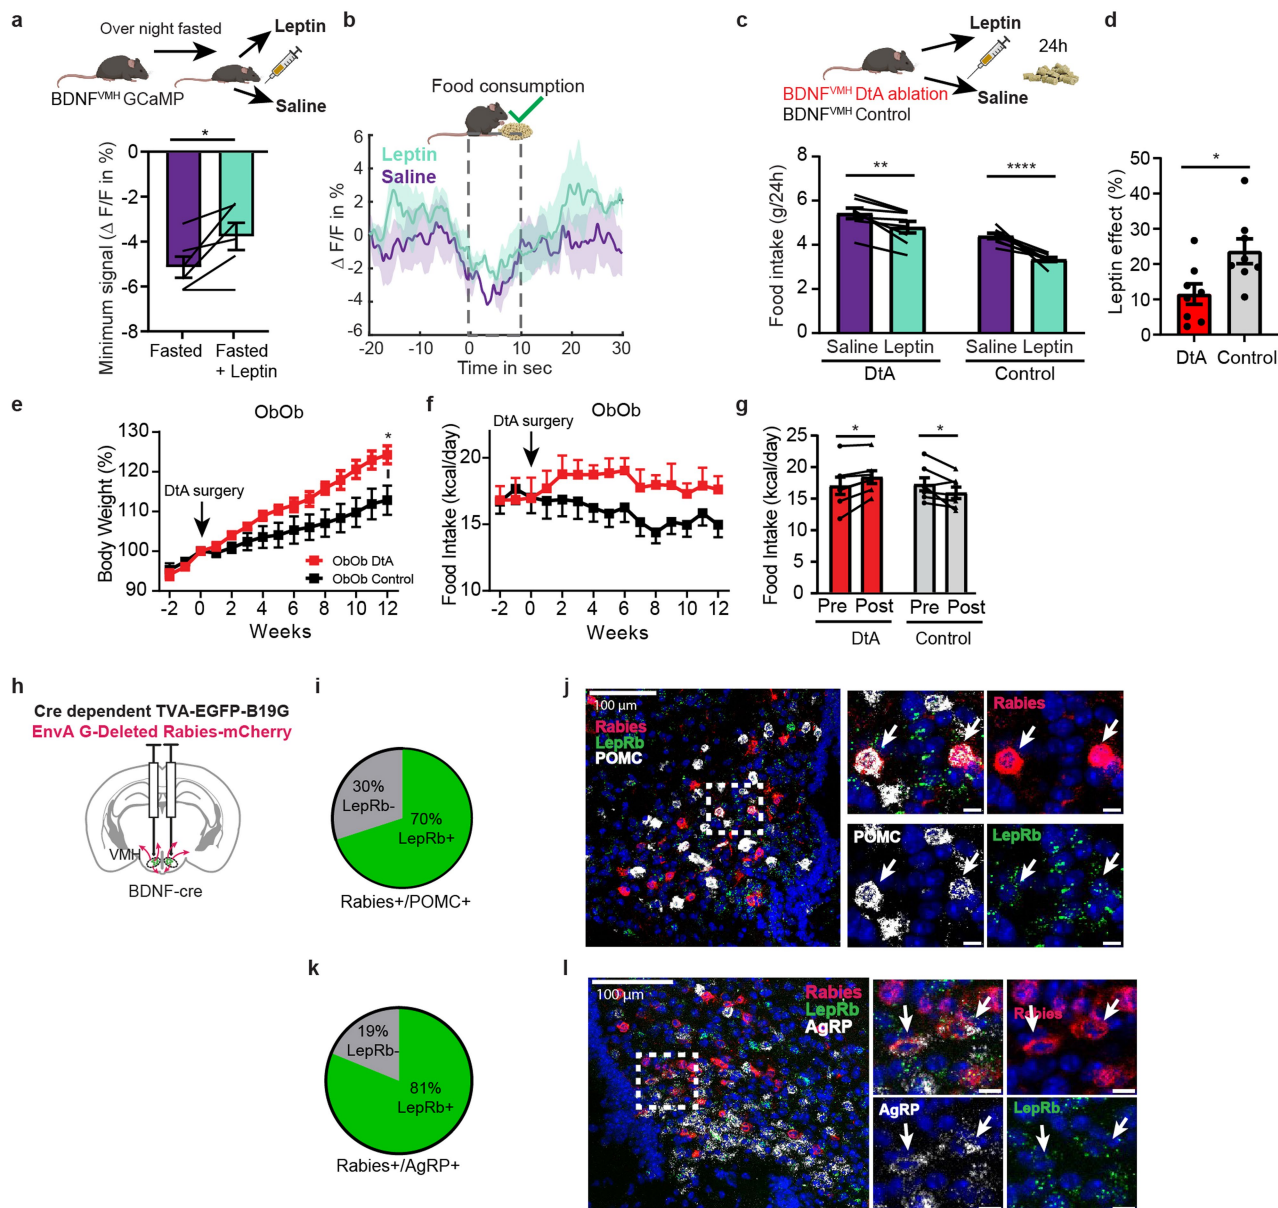 a
Over night fasted
Leptin
BDNFVMH GCaMP
Saline
*
Minimum signal (Δ F/F in %)
0
-2
-4
-6
-8
Fasted
Fasted
+ Leptin
b
Food consumption
Leptin
Saline
Δ F/F in %
6
4
2
0
-2
-4
-6
-20
-10
0
10
20
30
Time in sec
c
Leptin
24h
BDNFVMH DtA ablation
BDNFVMH Control
Saline
Food intake (g/24h)
8
6
4
2
0
**
****
Saline Leptin
Saline Leptin
DtA
Control
d
Leptin effect (%)
50
40
30
20
10
0
*
DtA
Control
e
ObOb
Body Weight (%)
130
120
110
100
90
DtA surgery
*
ObOb DtA
ObOb Control
-2 0 2 4 6 8 10 12
Weeks
f
ObOb
DtA surgery
Food Intake (kcal/day)
20
15
10
-2 0 2 4 6 8 10 12
Weeks
g
Food Intake (kcal/day)
25
20
15
10
5
0
*
*
Pre Post
Pre Post
DtA
Control
h
Cre dependent TVA-EGFP-B19G
EnvA G-Deleted Rabies-mCherry
VMH
BDNF-cre
i
30%
LepRb-
70%
LepRb+
Rabies+/POMC+
j
100 µm
Rabies
LepRb
POMC
Rabies
POMC
LepRb
k
19%
LepRb-
81%
LepRb+
Rabies+/AgRP+
l
100 µm
Rabies
LepRb
AgRP
Rabies
AgRP
LepRb